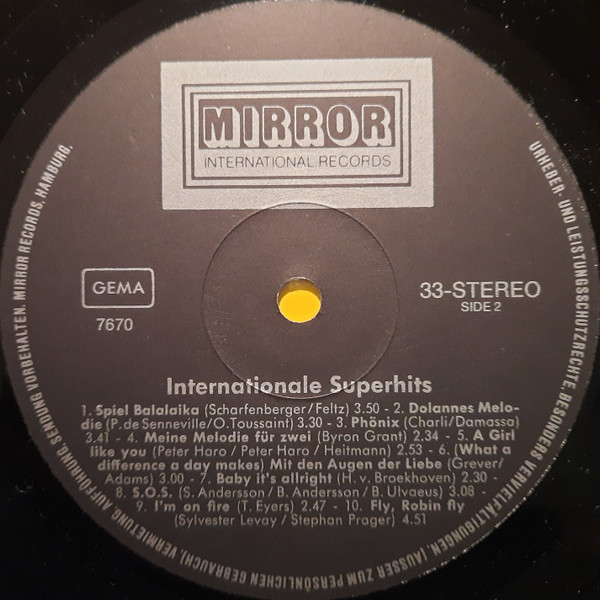 MIRROR
INTERNATIONAL RECORDS
GEMA
7670
33-STEREO
SIDE 2
Internationale Superhits
1. Spiel Balalaika (Scharfenberger/Feltz) 3.50 - 2. Dolannes Melo-
die (P. de Senneville/O. Toussaint) 3.30 - 3. Phönix (Charli/Damassa)
3.41 - 4. Meine Melodie für zwei (Byron Grant) 2.34 - 5. A Girl
like you (Peter Haro/Peter Haro/Heitmann) 2.53 - 6. (What a
difference a day makes) Mit den Augen der Liebe (Grever/
Adams) 3.00 - 7. Baby it's allright (H. v. Broekhoven) 2.30 -
8. S.O.S. (S. Andersson/B. Andersson/B. Ulvaeus) 3.08 -
9. I'm on fire (T. Eyers) 2.47 - 10. Fly, Robin fly
(Sylvester Levay/Stephan Prager) 4.51
URHEBER- UND LEISTUNGSSCHUTZRECHTE, BESONDERS VERVIELFÄLTIGUNGEN, (AUSSER ZUM PERSÖNLICHEN GEBRAUCH), VERMIETUNG, AUFFÜHRUNG, SENDUNG VORBEHALTEN. MIRROR RECORDS, HAMBURG.